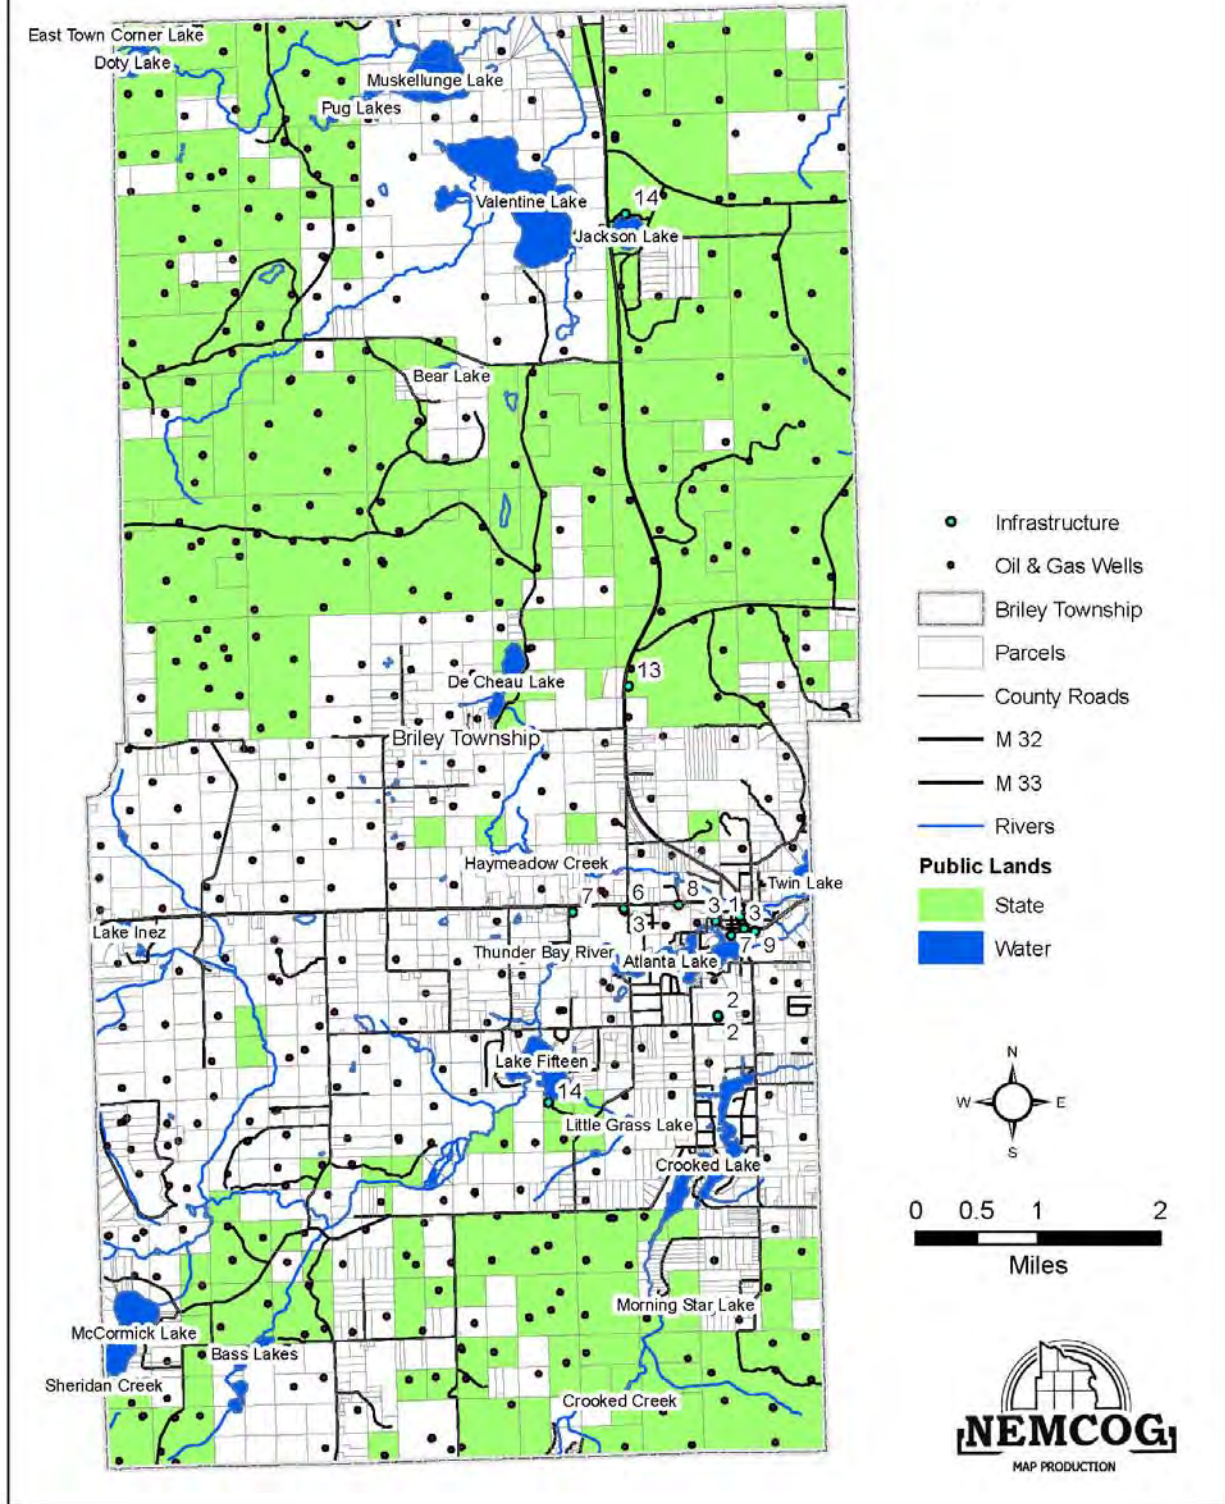 East Town Corner Lake
Doty Lake
Muskellunge Lake
Pug Lakes
14
Valentine Lake
Jackson Lake
Bear Lake
Infrastructure
Oil & Gas Wells
Briley Township
Parcels
County Roads
M 32
M 33
Rivers
Public Lands
State
Water
13
De Cheau Lake
Briley Township
Haymeadow Creek
Twin Lake
7
6
8
3
3
1
3
7
9
Lake Inez
Thunder Bay River
Atlanta Lake
2
2
Lake Fifteen
14
Little Grass Lake
Crooked Lake
N
W
E
S
0 0.5 1 2
Miles
Morning Star Lake
McCormick Lake
Bass Lakes
Sheridan Creek
Crooked Creek
NEMCOG
MAP PRODUCTION